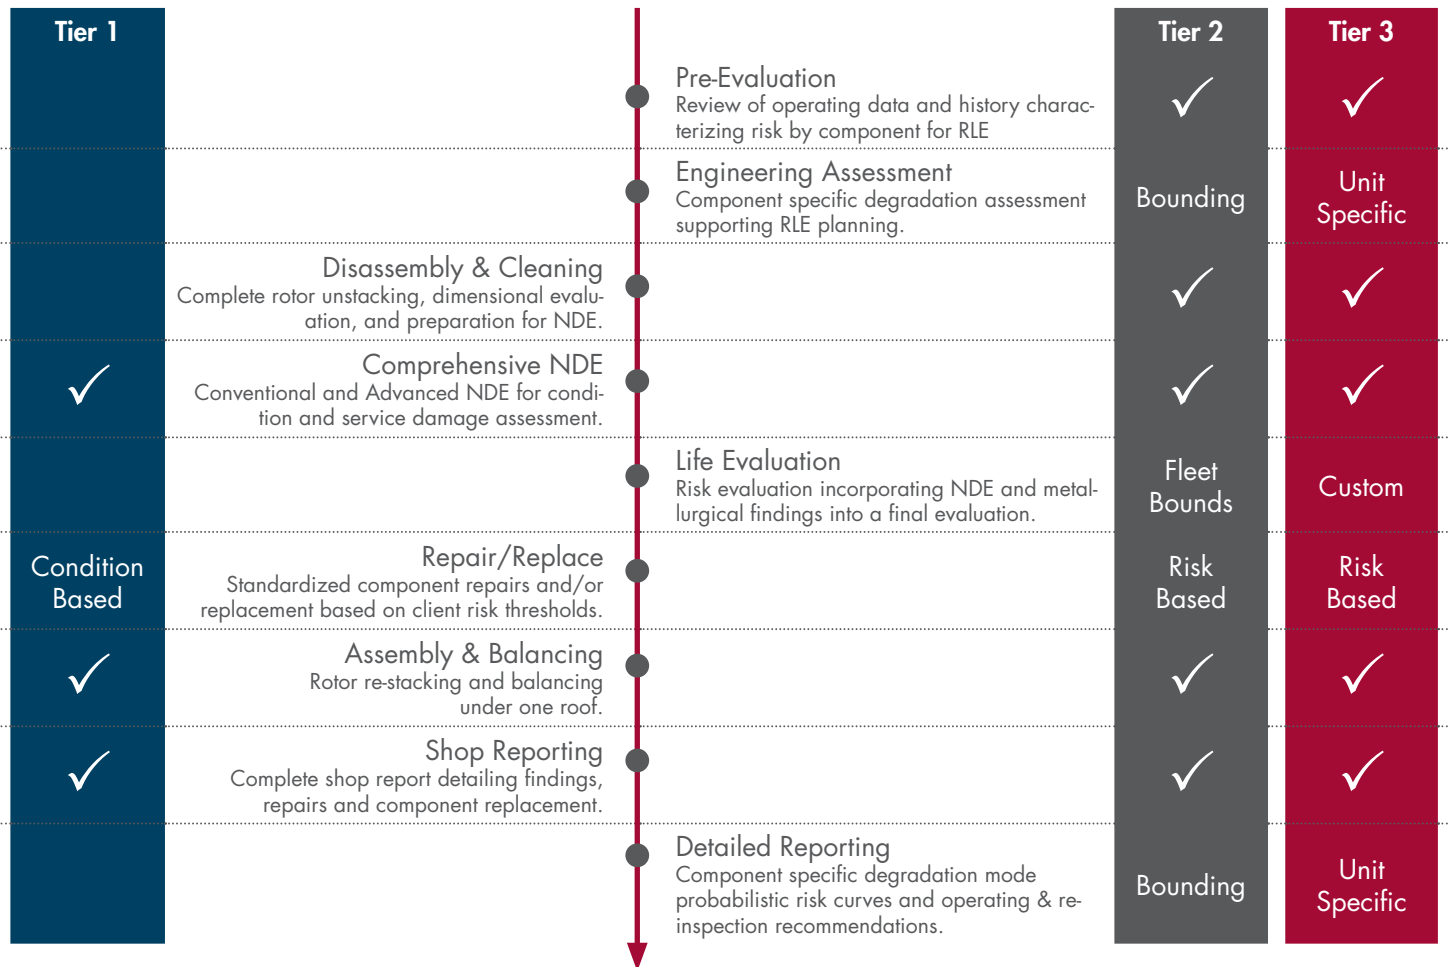 Tier 1
Tier 2
Tier 3
Pre-Evaluation
Review of operating data and history charac-
terizing risk by component for RLE
Engineering Assessment
Component specific degradation assessment
supporting RLE planning.
Bounding
Unit
Specific
Disassembly & Cleaning
Complete rotor unstacking, dimensional evalu-
ation, and preparation for NDE.
Comprehensive NDE
Conventional and Advanced NDE for condi-
tion and service damage assessment.
Life Evaluation
Risk evaluation incorporating NDE and metal-
lurgical findings into a final evaluation.
Fleet
Bounds
Custom
Condition
Based
Repair/Replace
Standardized component repairs and/or
replacement based on client risk thresholds.
Risk
Based
Risk
Based
Assembly & Balancing
Rotor re-stacking and balancing
under one roof.
Shop Reporting
Complete shop report detailing findings,
repairs and component replacement.
Detailed Reporting
Component specific degradation mode
probabilistic risk curves and operating & re-
inspection recommendations.
Bounding
Unit
Specific